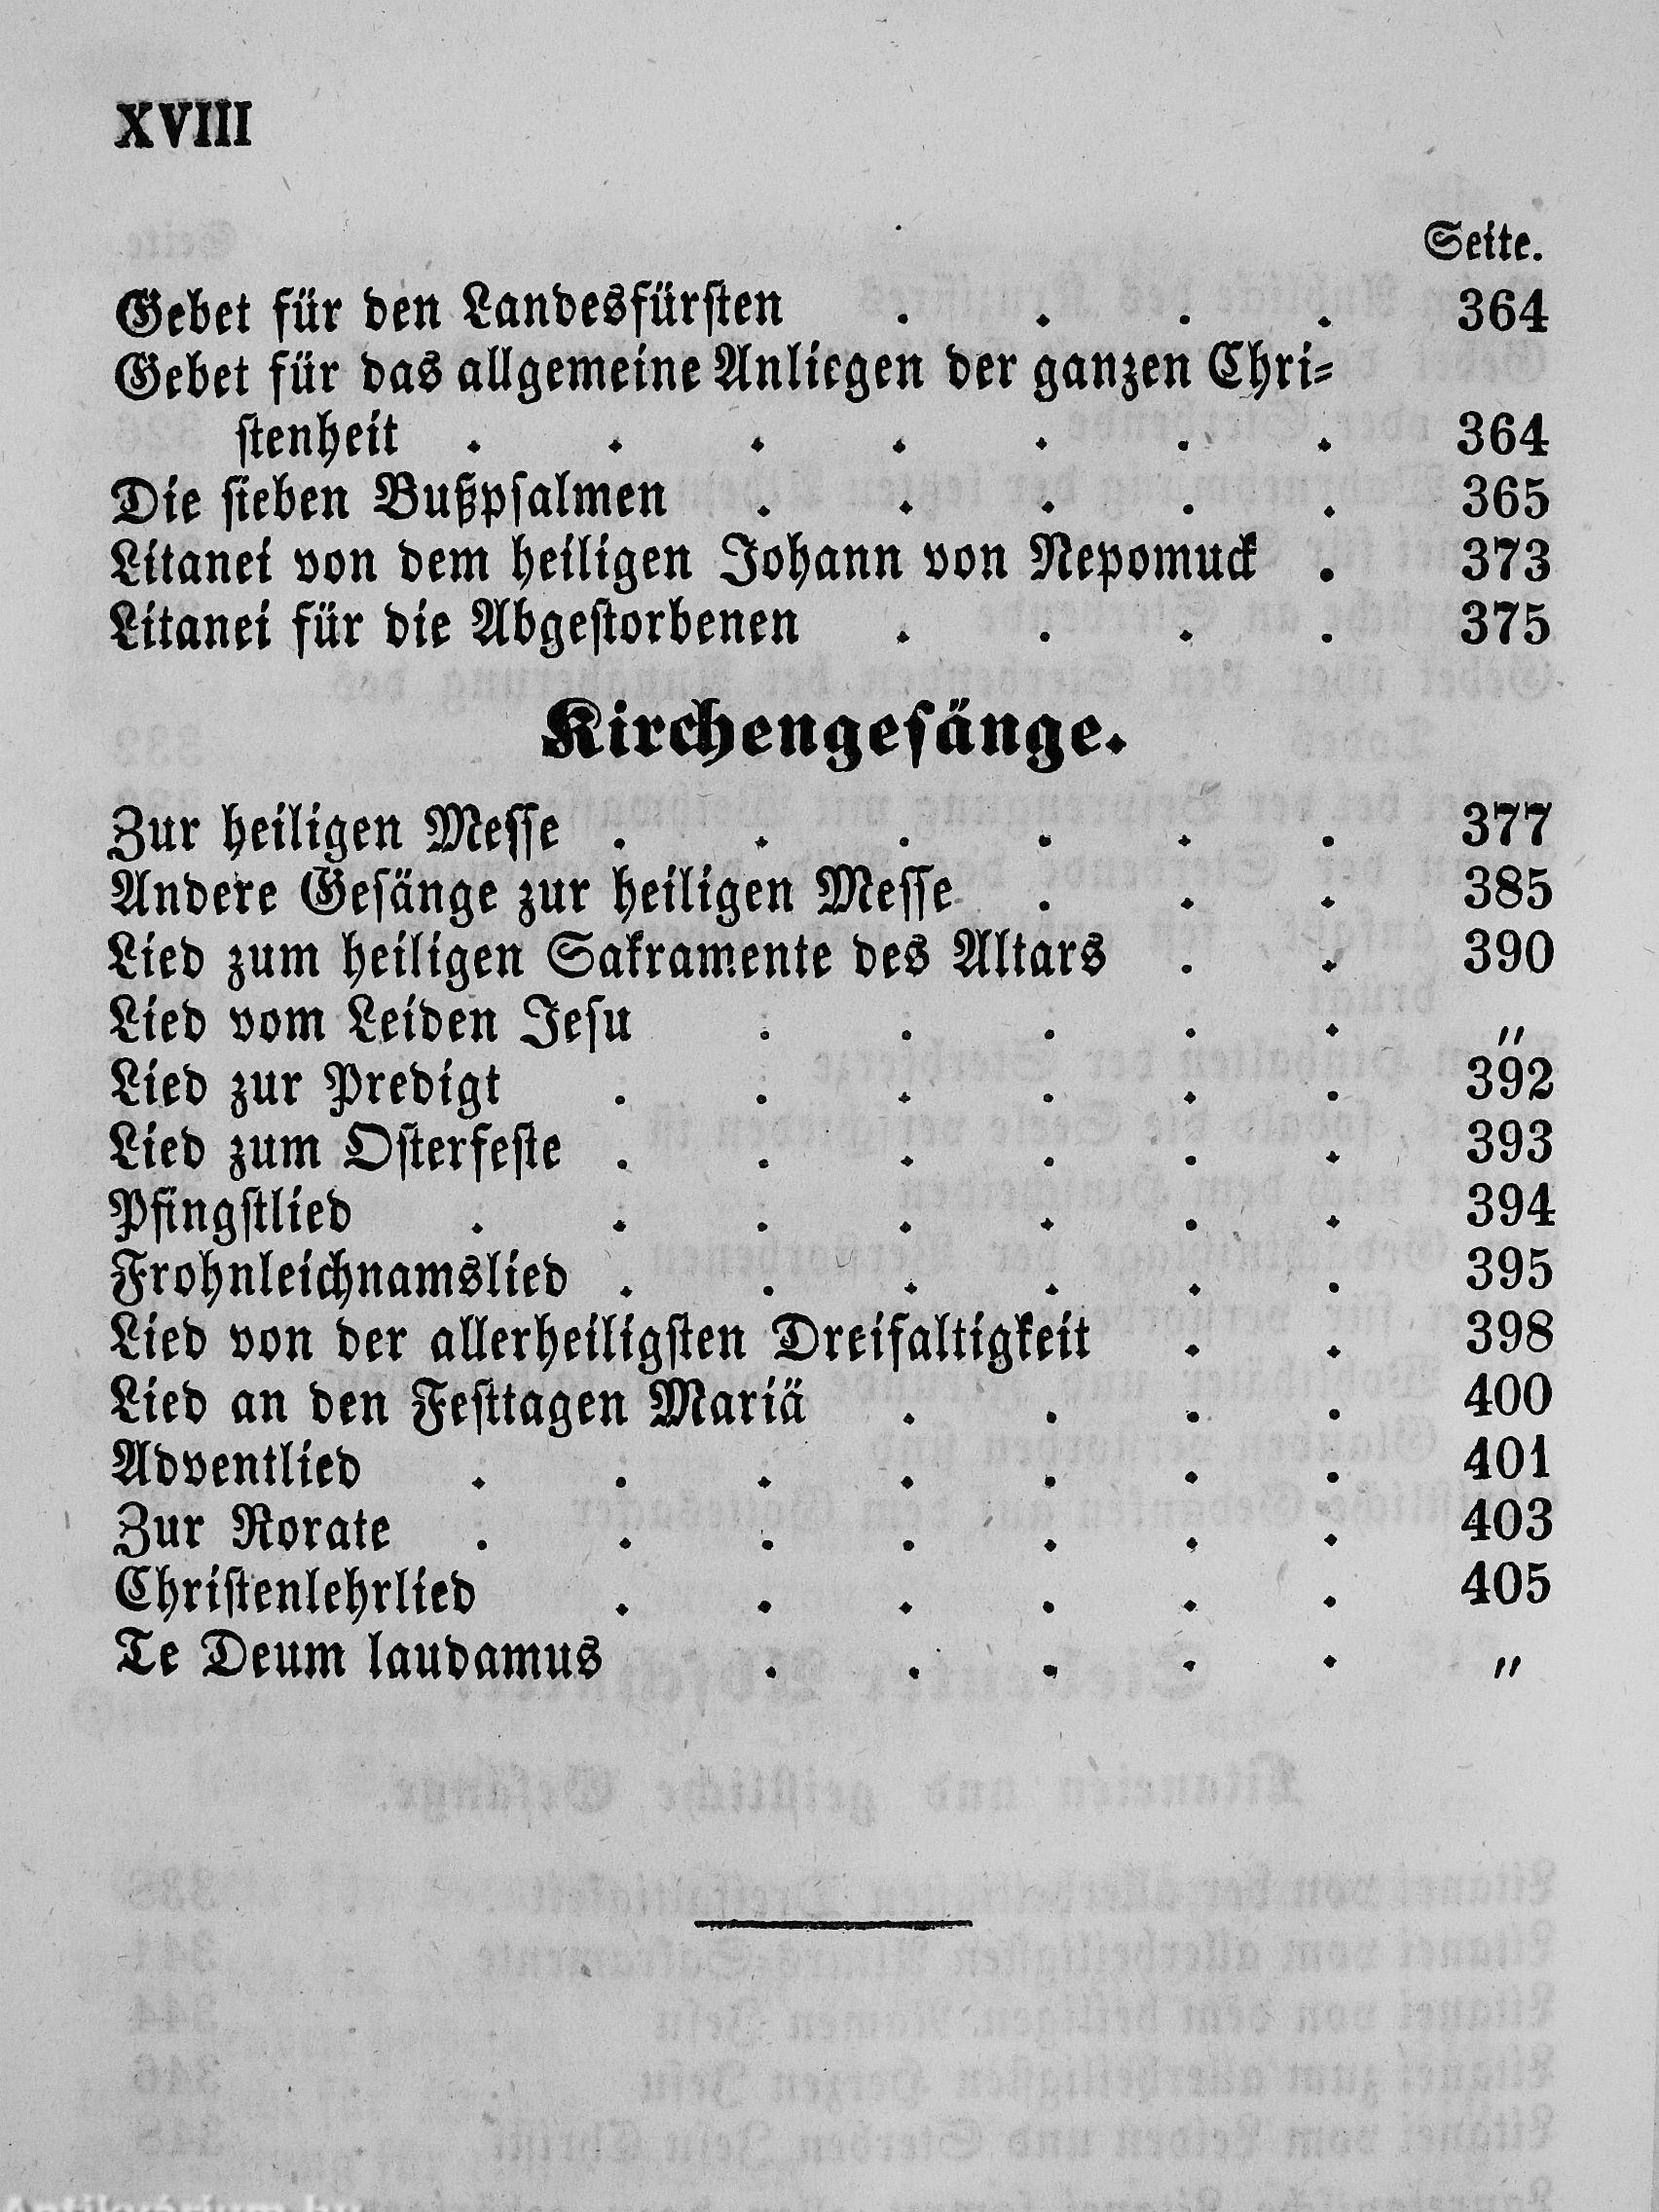 XVIII
Seite.
Gebet für den Landesfürsten . . . . 364
Gebet für das allgemeine Anliegen der ganzen Chri-
stenheit . . . . . . . 364
Die sieben Bußpsalmen . . . . . 365
Litanei von dem heiligen Johann von Nepomuck . 373
Litanei für die Abgestorbenen . . . . 375
Kirchengesänge.
Zur heiligen Messe . . . . . . 377
Andere Gesänge zur heiligen Messe . . . 385
Lied zum heiligen Sakramente des Altars . . 390
Lied vom Leiden Jesu . . . . . „
Lied zur Predigt . . . . . . 392
Lied zum Osterfeste . . . . . . 393
Pfingstlied . . . . . . . 394
Frohnleichnamslied . . . . . . 395
Lied von der allerheiligsten Dreifaltigkeit . . 398
Lied an den Festtagen Mariä . . . . 400
Adventlied . . . . . . . 401
Zur Rorate . . . . . . . 403
Christenlehrlied . . . . . . 405
Te Deum laudamus . . . . . „